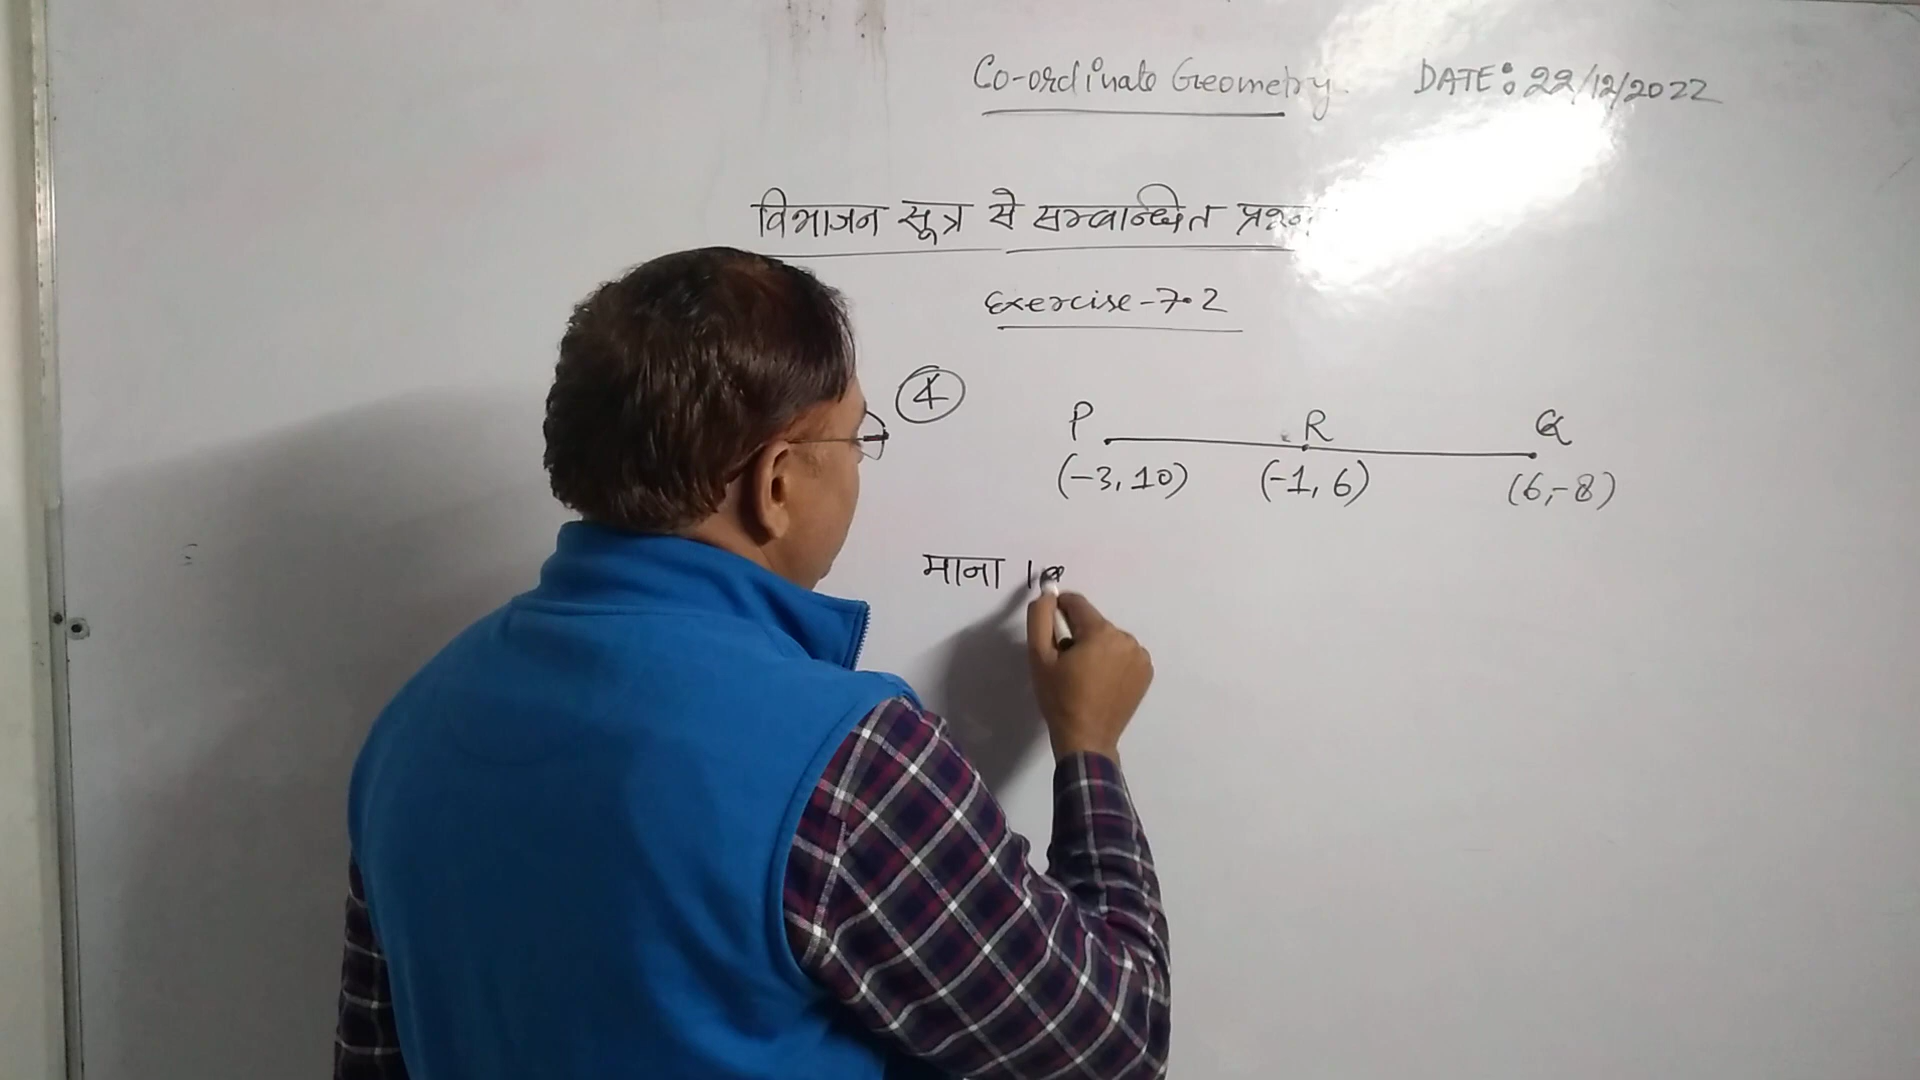 Co-ordinate Geometry. DATE: 22/12/2022
विभाजन सूत्र से सम्बान्धित प्रश्न
Exercise-7.2
4
P R Q
(-3, 10) (-1, 6) (6, -8)
माना